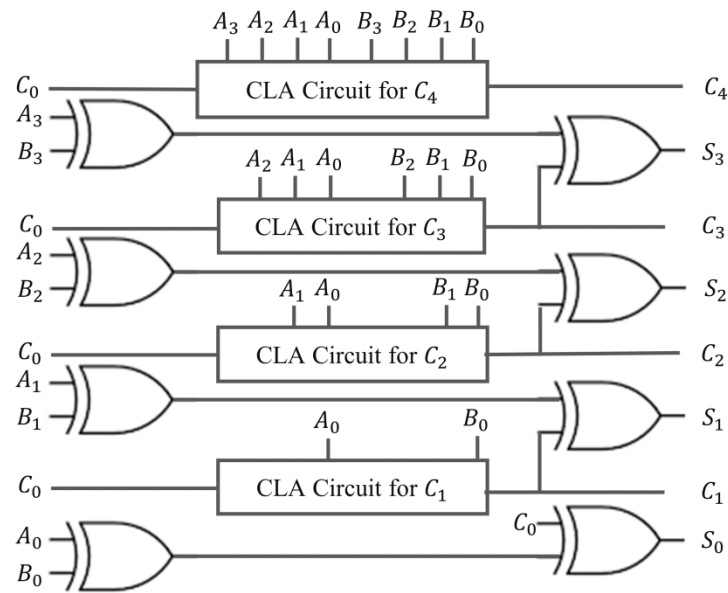 A₃ A₂ A₁ A₀ B₃ B₂ B₁ B₀
C₀ CLA Circuit for C₄ C₄
A₃
B₃ S₃
A₂ A₁ A₀ B₂ B₁ B₀
C₀ CLA Circuit for C₃ C₃
A₂
B₂ S₂
A₁ A₀ B₁ B₀
C₀ CLA Circuit for C₂ C₂
A₁
B₁ S₁
A₀ B₀
C₀ CLA Circuit for C₁ C₁
C₀
A₀ S₀
B₀